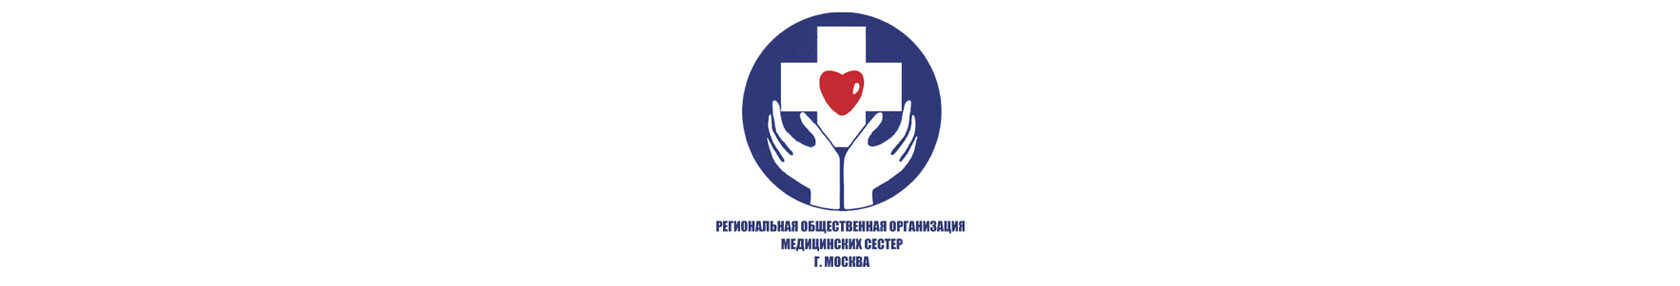 РЕГИОНАЛЬНАЯ ОБЩЕСТВЕННАЯ ОРГАНИЗАЦИЯ
МЕДИЦИНСКИХ СЕСТЕР
Г. МОСКВА